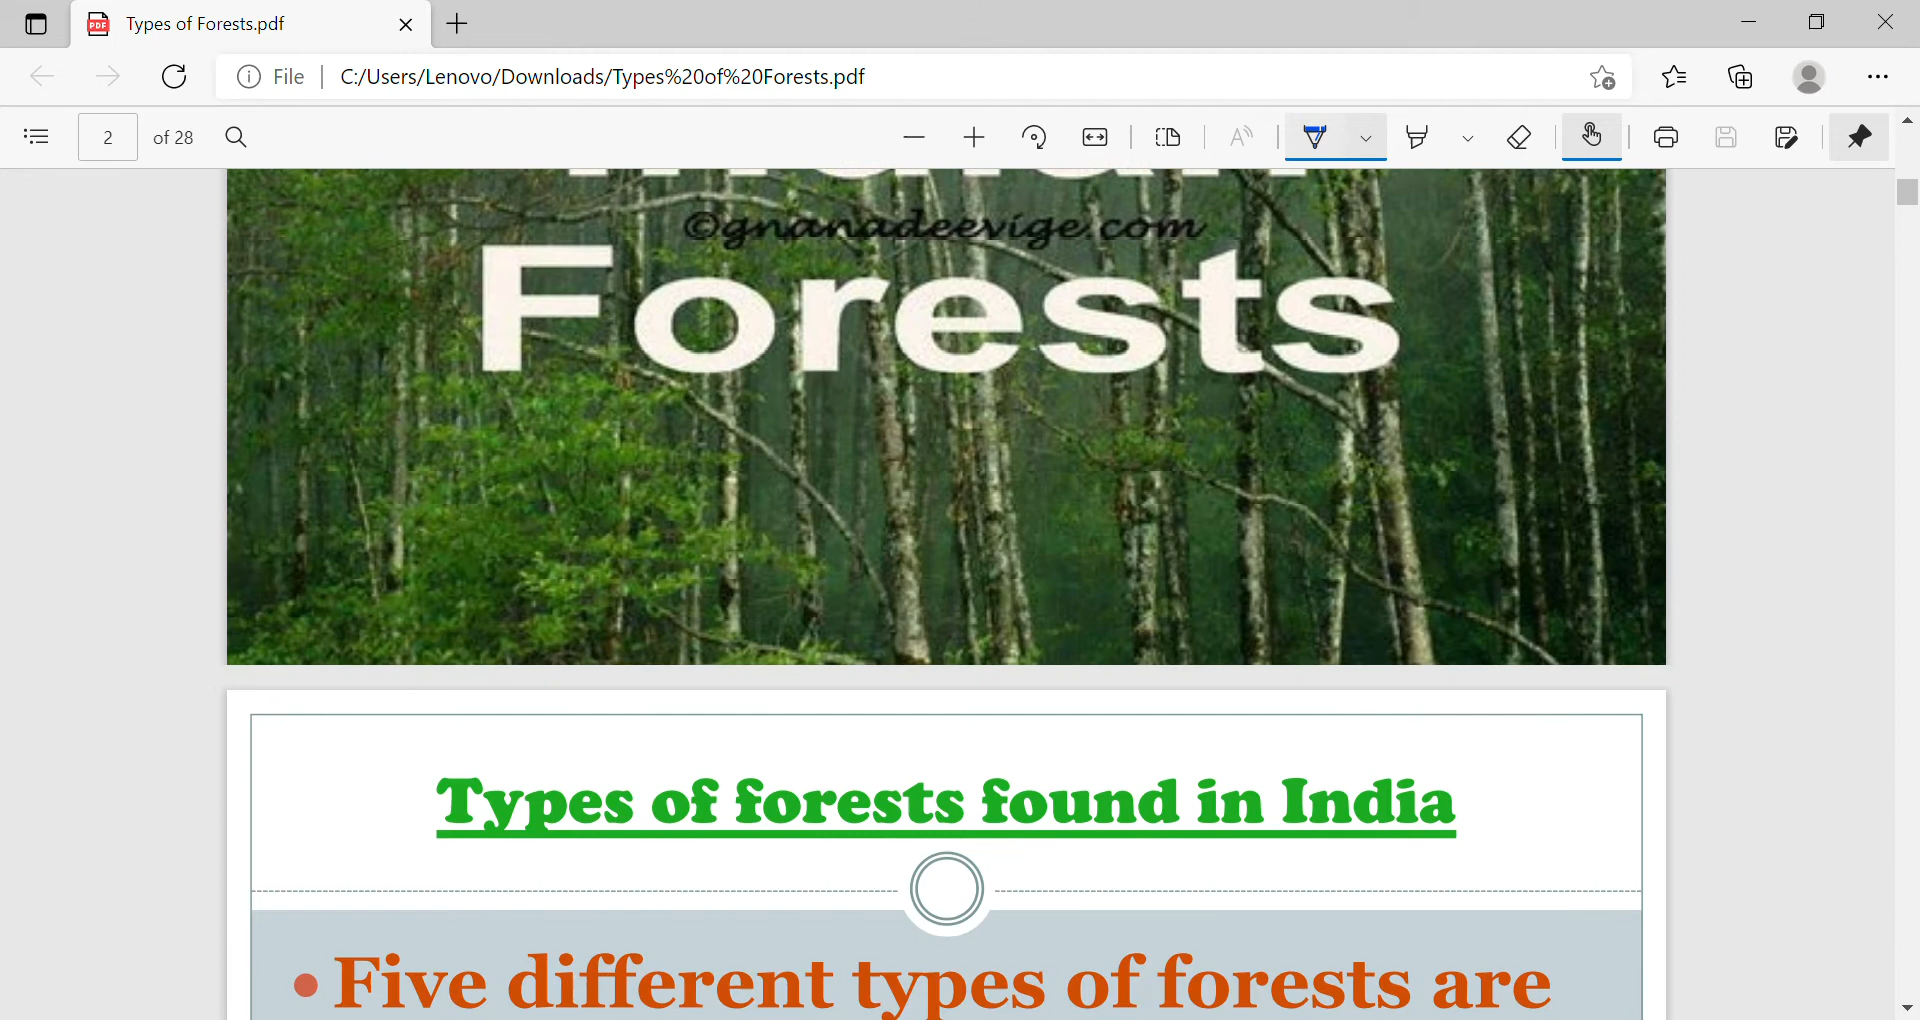 Types of Forests.pdf
File
C:/Users/Lenovo/Downloads/Types%20of%20Forests.pdf
2 of 28
©gnanadeevige.com
Forests
Types of forests found in India
• Five different types of forests are